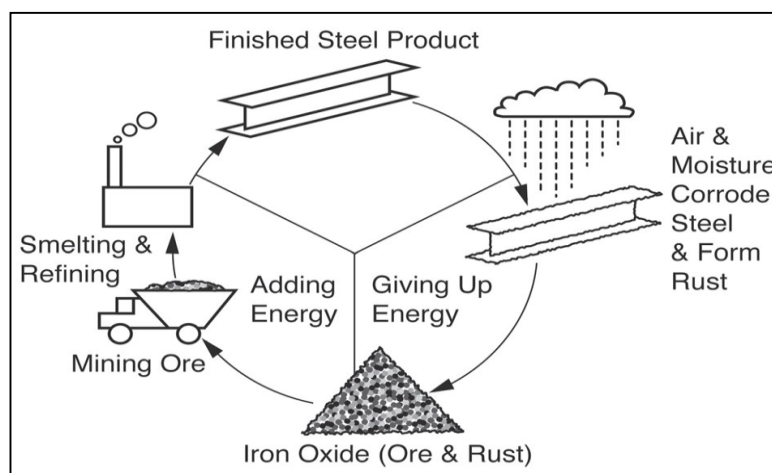 Finished Steel Product
Air &
Moisture
Corrode
Steel
& Form
Rust
Smelting &
Refining
Adding
Energy
Giving Up
Energy
Mining Ore
Iron Oxide (Ore & Rust)